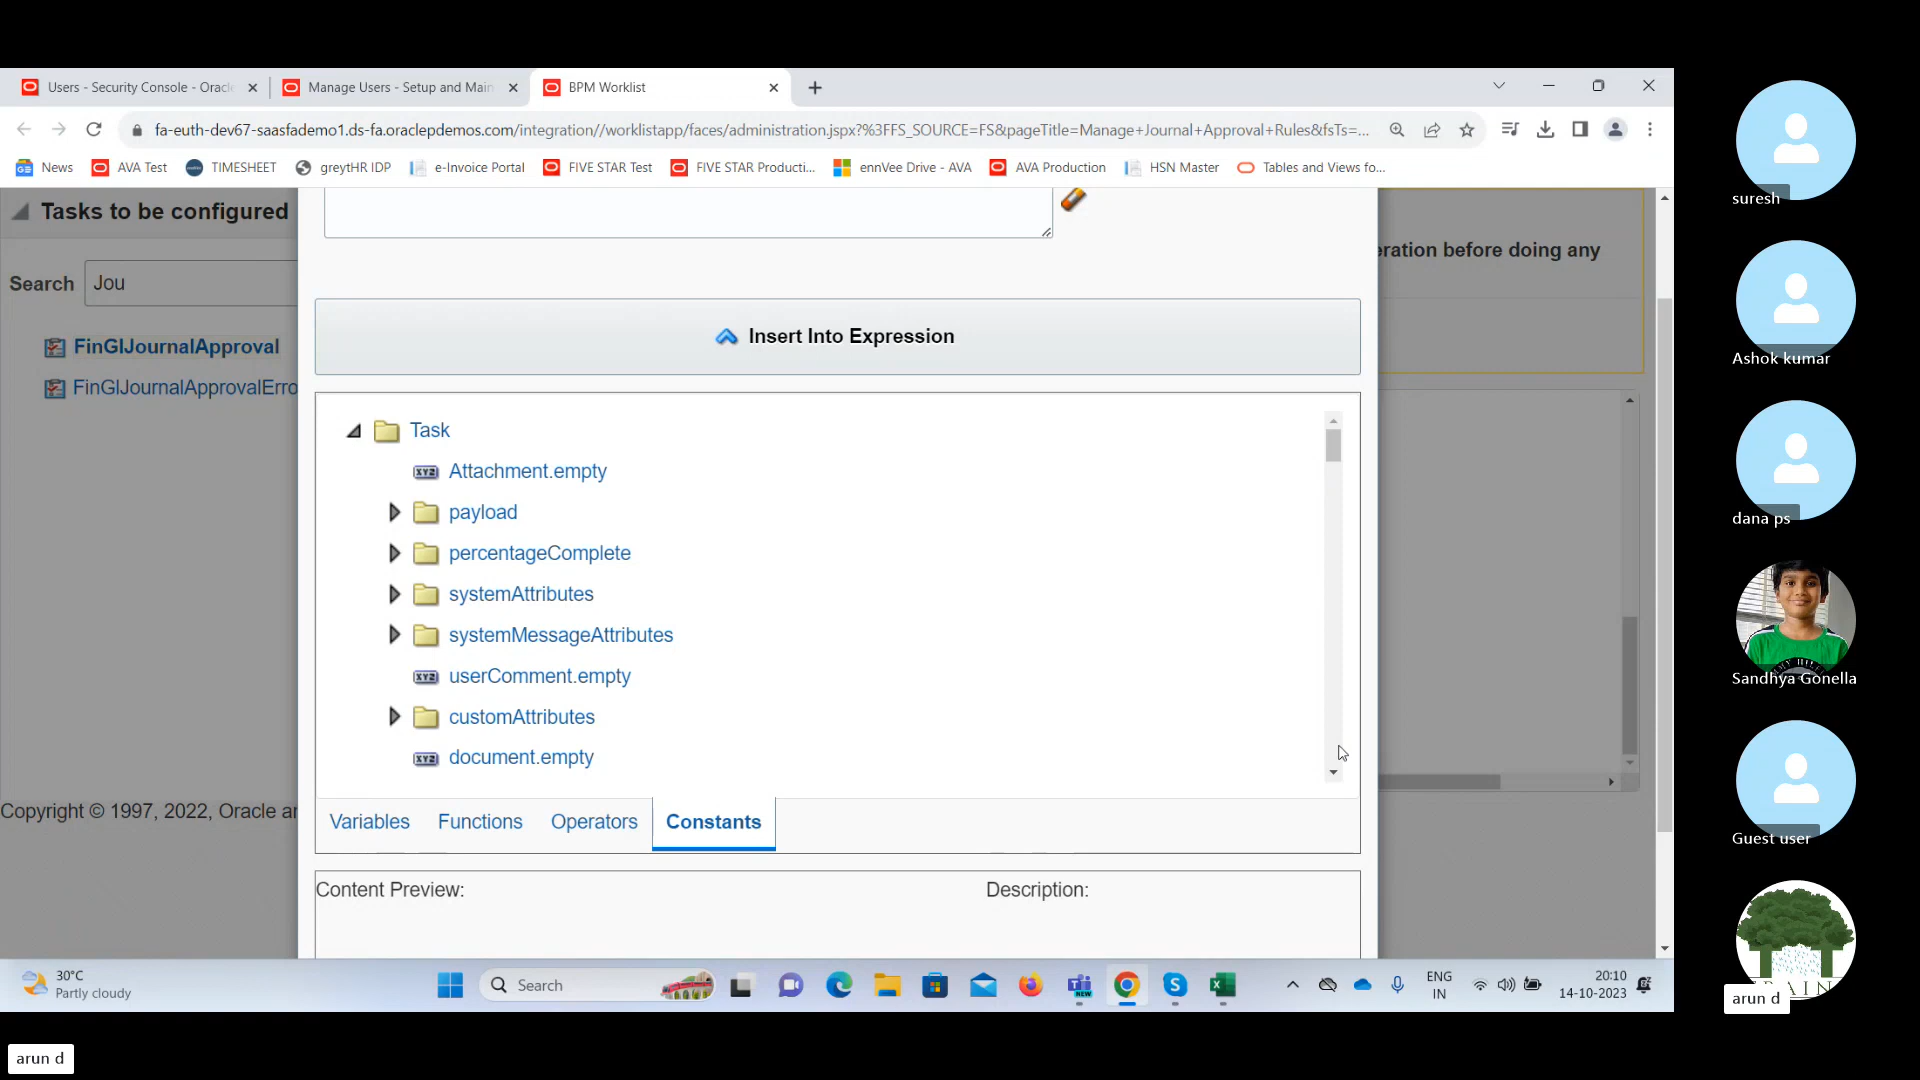 Users - Security Console - Oracle
Manage Users - Setup and Main
BPM Worklist
fa-euth-dev67-saasfademo1.ds-fa.oraclepdemos.com/integration//worklistapp/faces/administration.jspx?%3FFS_SOURCE=FS&pageTitle=Manage+Journal+Approval+Rules&fsTs=...
News
AVA Test
TIMESHEET
greytHR IDP
e-Invoice Portal
FIVE STAR Test
FIVE STAR Producti...
ennVee Drive - AVA
AVA Production
HSN Master
Tables and Views fo...
Tasks to be configured
Search
Jou
FinGlJournalApproval
FinGlJournalApprovalErro
Copyright © 1997, 2022, Oracle an
eration before doing any
Insert Into Expression
Task
Attachment.empty
payload
percentageComplete
systemAttributes
systemMessageAttributes
userComment.empty
customAttributes
document.empty
Variables
Functions
Operators
Constants
Content Preview:
Description:
30°C
Partly cloudy
Search
NEW
ENG
IN
20:10
14-10-2023
suresh
Ashok kumar
dana ps
Sandhya Gonella
Guest user
arun d
arun d